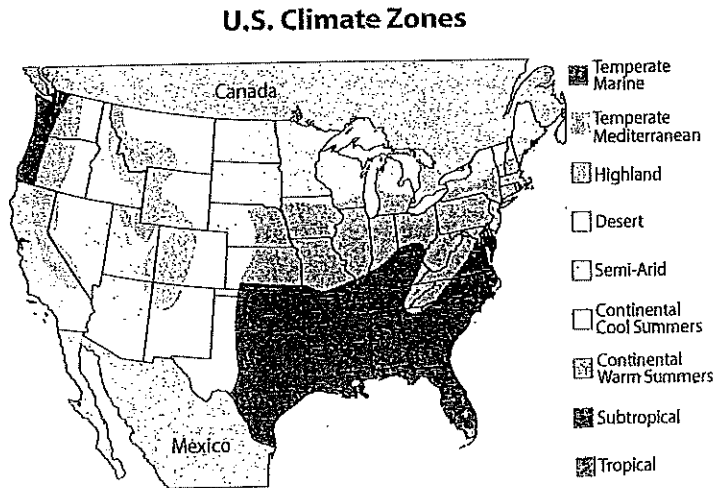 U.S. Climate Zones
Canada
Mexico
Temperate
Marine
Temperate
Mediterranean
Highland
Desert
Semi-Arid
Continental
Cool Summers
Continental
Warm Summers
Subtropical
Tropical